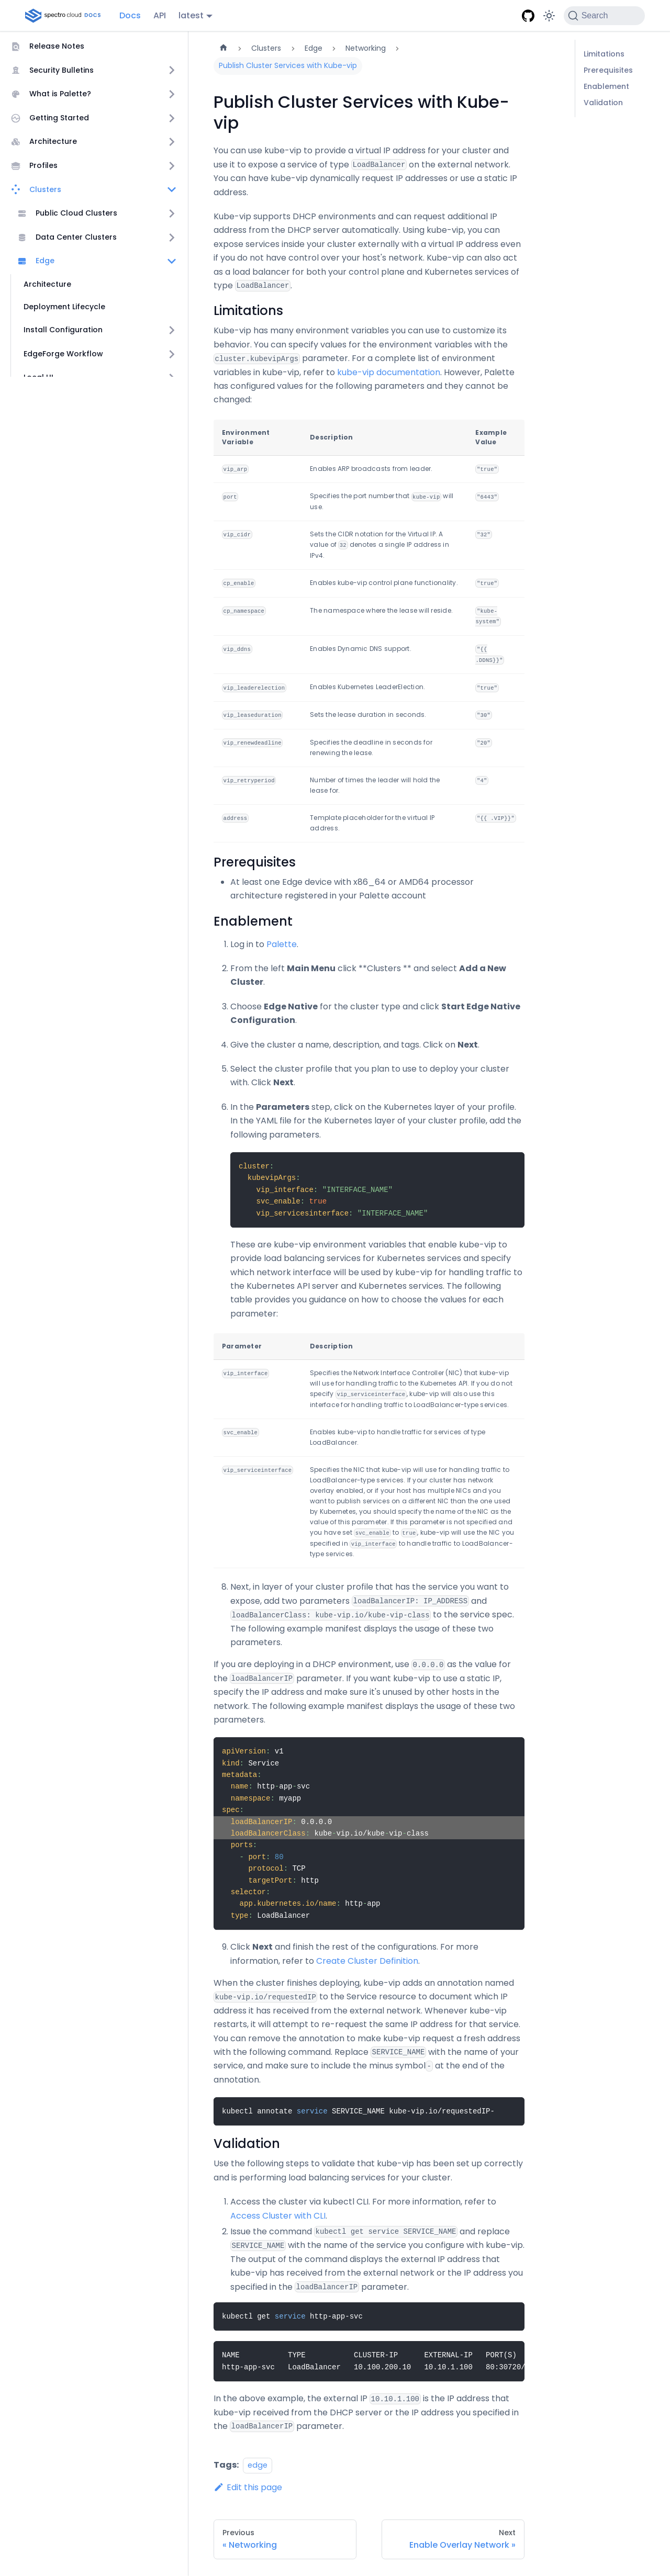 spectro cloud DOCS
Docs
API
latest
Search
Release Notes
Security Bulletins
What is Palette?
Getting Started
Architecture
Profiles
Clusters
Public Cloud Clusters
Data Center Clusters
Edge
Architecture
Deployment Lifecycle
Install Configuration
EdgeForge Workflow
Clusters
Edge
Networking
Publish Cluster Services with Kube-vip
Limitations
Prerequisites
Enablement
Validation
Publish Cluster Services with Kube-
vip
You can use kube-vip to provide a virtual IP address for your cluster and
use it to expose a service of type LoadBalancer on the external network.
You can have kube-vip dynamically request IP addresses or use a static IP
address.
Kube-vip supports DHCP environments and can request additional IP
address from the DHCP server automatically. Using kube-vip, you can
expose services inside your cluster externally with a virtual IP address even
if you do not have control over your host's network. Kube-vip can also act
as a load balancer for both your control plane and Kubernetes services of
type LoadBalancer.
Limitations
Kube-vip has many environment variables you can use to customize its
behavior. You can specify values for the environment variables with the
cluster.kubevipArgs parameter. For a complete list of environment
variables in kube-vip, refer to kube-vip documentation. However, Palette
has configured values for the following parameters and they cannot be
changed:
Environment
Variable
Description
Example
Value
vip_arp
Enables ARP broadcasts from leader.
"true"
port
Specifies the port number that kube-vip will
use.
"6443"
vip_cidr
Sets the CIDR notation for the Virtual IP. A
value of 32 denotes a single IP address in
IPv4.
"32"
cp_enable
Enables kube-vip control plane functionality.
"true"
cp_namespace
The namespace where the lease will reside.
"kube-
system"
vip_ddns
Enables Dynamic DNS support.
"{{
.DDNS}}"
vip_leaderelection
Enables Kubernetes LeaderElection.
"true"
vip_leaseduration
Sets the lease duration in seconds.
"30"
vip_renewdeadline
Specifies the deadline in seconds for
renewing the lease.
"20"
vip_retryperiod
Number of times the leader will hold the
lease for.
"4"
address
Template placeholder for the virtual IP
address.
"{{ .VIP}}"
Prerequisites
• At least one Edge device with x86_64 or AMD64 processor
architecture registered in your Palette account
Enablement
1. Log in to Palette.
2. From the left Main Menu click **Clusters ** and select Add a New
Cluster.
3. Choose Edge Native for the cluster type and click Start Edge Native
Configuration.
4. Give the cluster a name, description, and tags. Click on Next.
5. Select the cluster profile that you plan to use to deploy your cluster
with. Click Next.
6. In the Parameters step, click on the Kubernetes layer of your profile.
In the YAML file for the Kubernetes layer of your cluster profile, add the
following parameters.
cluster:
kubevipArgs:
vip_interface: "INTERFACE_NAME"
svc_enable: true
vip_servicesinterface: "INTERFACE_NAME"
These are kube-vip environment variables that enable kube-vip to
provide load balancing services for Kubernetes services and specify
which network interface will be used by kube-vip for handling traffic to
the Kubernetes API server and Kubernetes services. The following
table provides you guidance on how to choose the values for each
parameter:
Parameter
Description
vip_interface
Specifies the Network Interface Controller (NIC) that kube-vip
will use for handling traffic to the Kubernetes API. If you do not
specify vip_serviceinterface, kube-vip will also use this
interface for handling traffic to LoadBalancer-type services.
svc_enable
Enables kube-vip to handle traffic for services of type
LoadBalancer.
vip_serviceinterface
Specifies the NIC that kube-vip will use for handling traffic to
LoadBalancer-type services. If your cluster has network
overlay enabled, or if your host has multiple NICs and you
want to publish services on a different NIC than the one used
by Kubernetes, you should specify the name of the NIC as the
value of this parameter. If this parameter is not specified and
you have set svc_enable to true, kube-vip will use the NIC you
specified in vip_interface to handle traffic to LoadBalancer-
type services.
8. Next, in layer of your cluster profile that has the service you want to
expose, add two parameters loadBalancerIP: IP_ADDRESS and
loadBalancerClass: kube-vip.io/kube-vip-class to the service spec.
The following example manifest displays the usage of these two
parameters.
If you are deploying in a DHCP environment, use 0.0.0.0 as the value for
the loadBalancerIP parameter. If you want kube-vip to use a static IP,
specify the IP address and make sure it's unused by other hosts in the
network. The following example manifest displays the usage of these two
parameters.
apiVersion: v1
kind: Service
metadata:
name: http-app-svc
namespace: myapp
spec:
loadBalancerIP: 0.0.0.0
loadBalancerClass: kube-vip.io/kube-vip-class
ports:
- port: 80
protocol: TCP
targetPort: http
selector:
app.kubernetes.io/name: http-app
type: LoadBalancer
9. Click Next and finish the rest of the configurations. For more
information, refer to Create Cluster Definition.
When the cluster finishes deploying, kube-vip adds an annotation named
kube-vip.io/requestedIP to the Service resource to document which IP
address it has received from the external network. Whenever kube-vip
restarts, it will attempt to re-request the same IP address for that service.
You can remove the annotation to make kube-vip request a fresh address
with the following command. Replace SERVICE_NAME with the name of your
service, and make sure to include the minus symbol - at the end of the
annotation.
kubectl annotate service SERVICE_NAME kube-vip.io/requestedIP-
Validation
Use the following steps to validate that kube-vip has been set up correctly
and is performing load balancing services for your cluster.
1. Access the cluster via kubectl CLI. For more information, refer to
Access Cluster with CLI.
2. Issue the command kubectl get service SERVICE_NAME and replace
SERVICE_NAME with the name of the service you configure with kube-vip.
The output of the command displays the external IP address that
kube-vip has received from the external network or the IP address you
specified in the loadBalancerIP parameter.
kubectl get service http-app-svc
NAME TYPE CLUSTER-IP EXTERNAL-IP PORT(S)
http-app-svc LoadBalancer 10.100.200.10 10.10.1.100 80:30720/
In the above example, the external IP 10.10.1.100 is the IP address that
kube-vip received from the DHCP server or the IP address you specified in
the loadBalancerIP parameter.
Tags: edge
Edit this page
Previous
« Networking
Next
Enable Overlay Network »